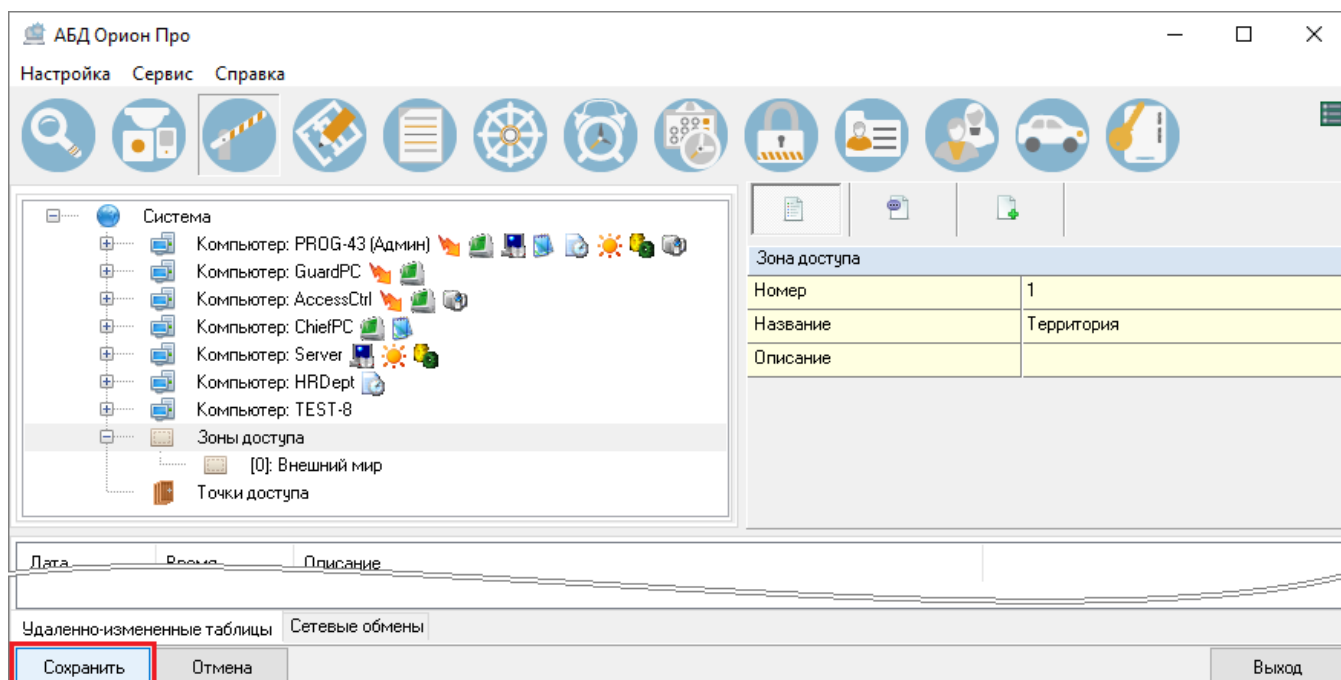 АБД Орион Про
Настройка Сервис Справка
Система
Компьютер: PROG-43 (Админ)
Компьютер: GuardPC
Компьютер: AccessCtrl
Компьютер: ChiefPC
Компьютер: Server
Компьютер: HRDept
Компьютер: TEST-8
Зоны доступа
[0]: Внешний мир
Точки доступа
Зона доступа
Номер 1
Название Территория
Описание
Дата Время Описание
Удаленно-измененные таблицы Сетевые обмены
Сохранить Отмена Выход